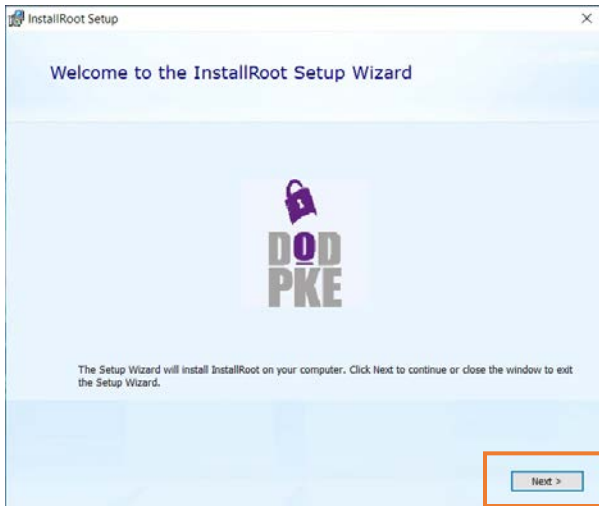 InstallRoot Setup
Welcome to the InstallRoot Setup Wizard
DOD
PKE
The Setup Wizard will install InstallRoot on your computer. Click Next to continue or close the window to exit
the Setup Wizard.
Next >